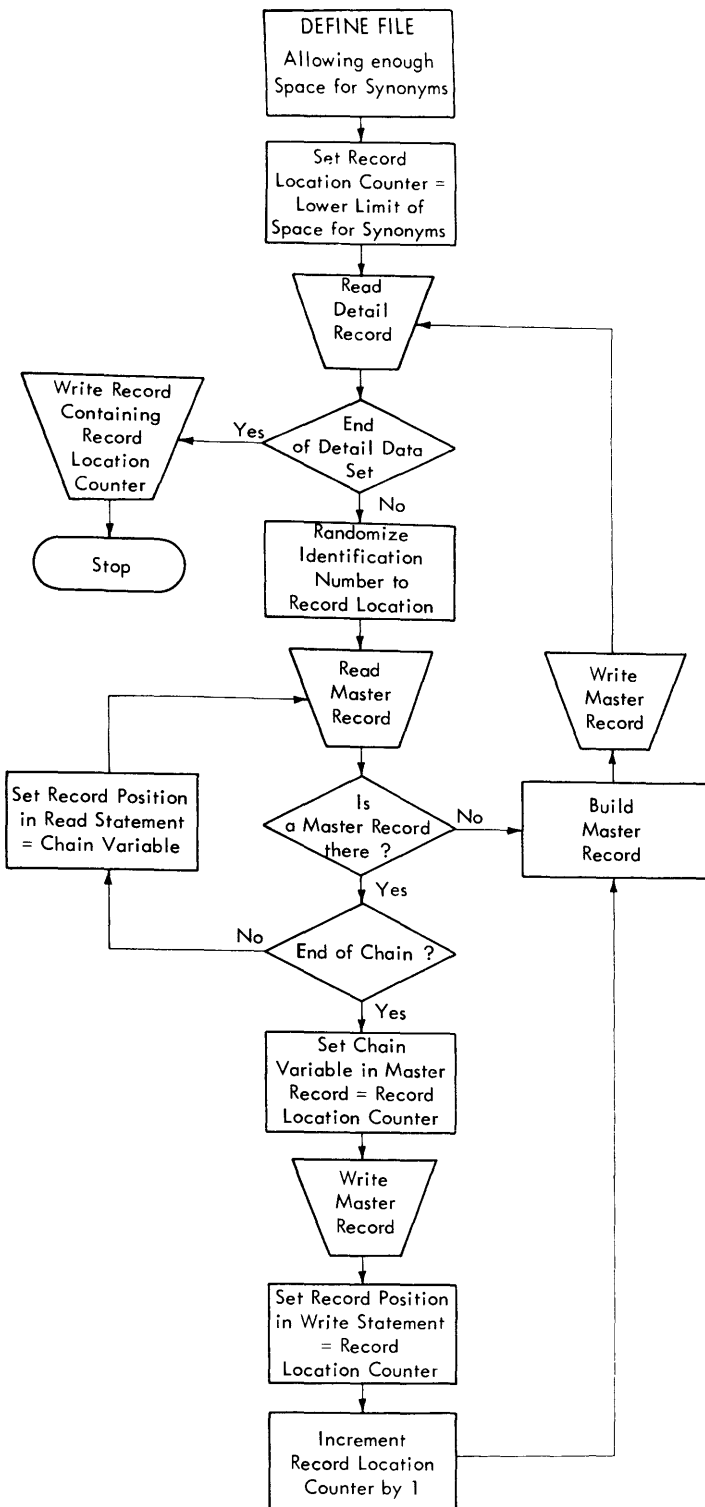 DEFINE FILE
Allowing enough
Space for Synonyms
Set Record
Location Counter =
Lower Limit of
Space for Synonyms
Read
Detail
Record
Write Record
Containing
Record
Location
Counter
Yes
End
of Detail Data
Set
No
Stop
Randomize
Identification
Number to
Record Location
Read
Master
Record
Write
Master
Record
Set Record Position
in Read Statement
= Chain Variable
Is
a Master Record
there ?
No
Build
Master
Record
Yes
No
End of Chain ?
Yes
Set Chain
Variable in Master
Record = Record
Location Counter
Write
Master
Record
Set Record Position
in Write Statement
= Record
Location Counter
Increment
Record Location
Counter by 1